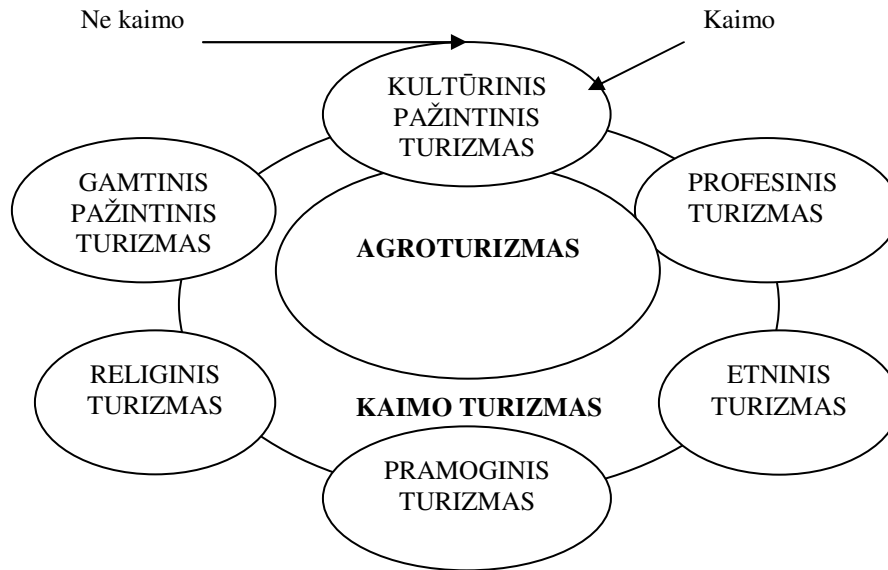 Ne kaimo
Kaimo
KULTŪRINIS
PAŽINTINIS
TURIZMAS
GAMTINIS
PAŽINTINIS
TURIZMAS
PROFESINIS
TURIZMAS
AGROTURIZMAS
RELIGINIS
TURIZMAS
ETNINIS
TURIZMAS
KAIMO TURIZMAS
PRAMOGINIS
TURIZMAS